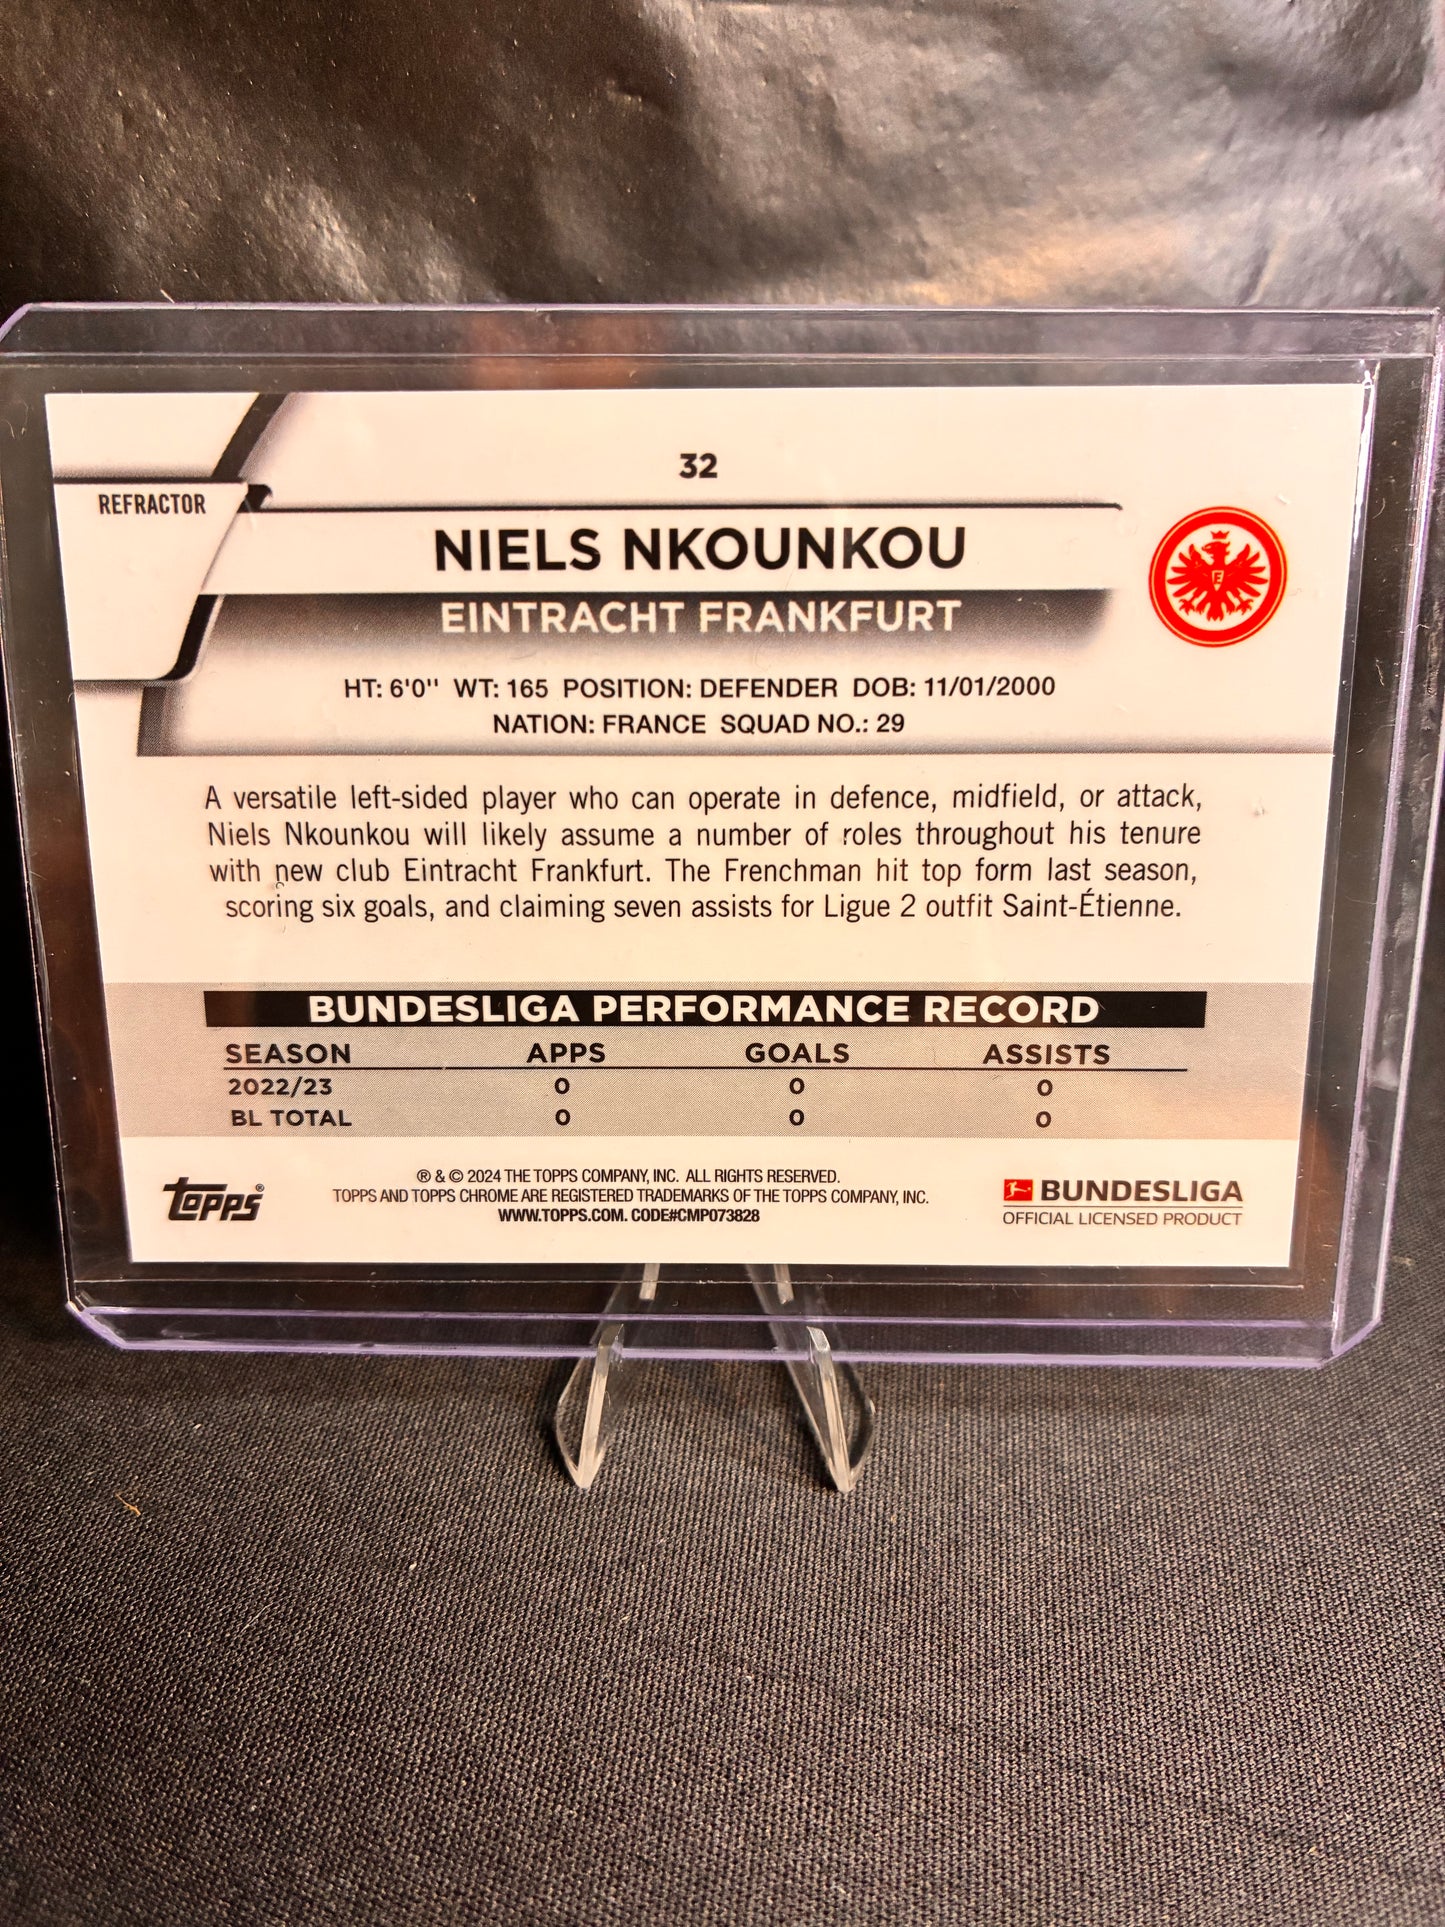 32
REFRACTOR
NIELS NKOUNKOU
EINTRACHT FRANKFURT
HT: 6'0'' WT: 165 POSITION: DEFENDER DOB: 11/01/2000
NATION: FRANCE SQUAD NO.: 29
A versatile left-sided player who can operate in defence, midfield, or attack,
Niels Nkounkou will likely assume a number of roles throughout his tenure
with new club Eintracht Frankfurt. The Frenchman hit top form last season,
scoring six goals, and claiming seven assists for Ligue 2 outfit Saint-Étienne.
BUNDESLIGA PERFORMANCE RECORD
SEASON APPS GOALS ASSISTS
2022/23 0 0 0
BL TOTAL 0 0 0
® & © 2024 THE TOPPS COMPANY, INC. ALL RIGHTS RESERVED.
TOPPS AND TOPPS CHROME ARE REGISTERED TRADEMARKS OF THE TOPPS COMPANY, INC.
WWW.TOPPS.COM. CODE#CMP073828
topps®
BUNDESLIGA
OFFICIAL LICENSED PRODUCT